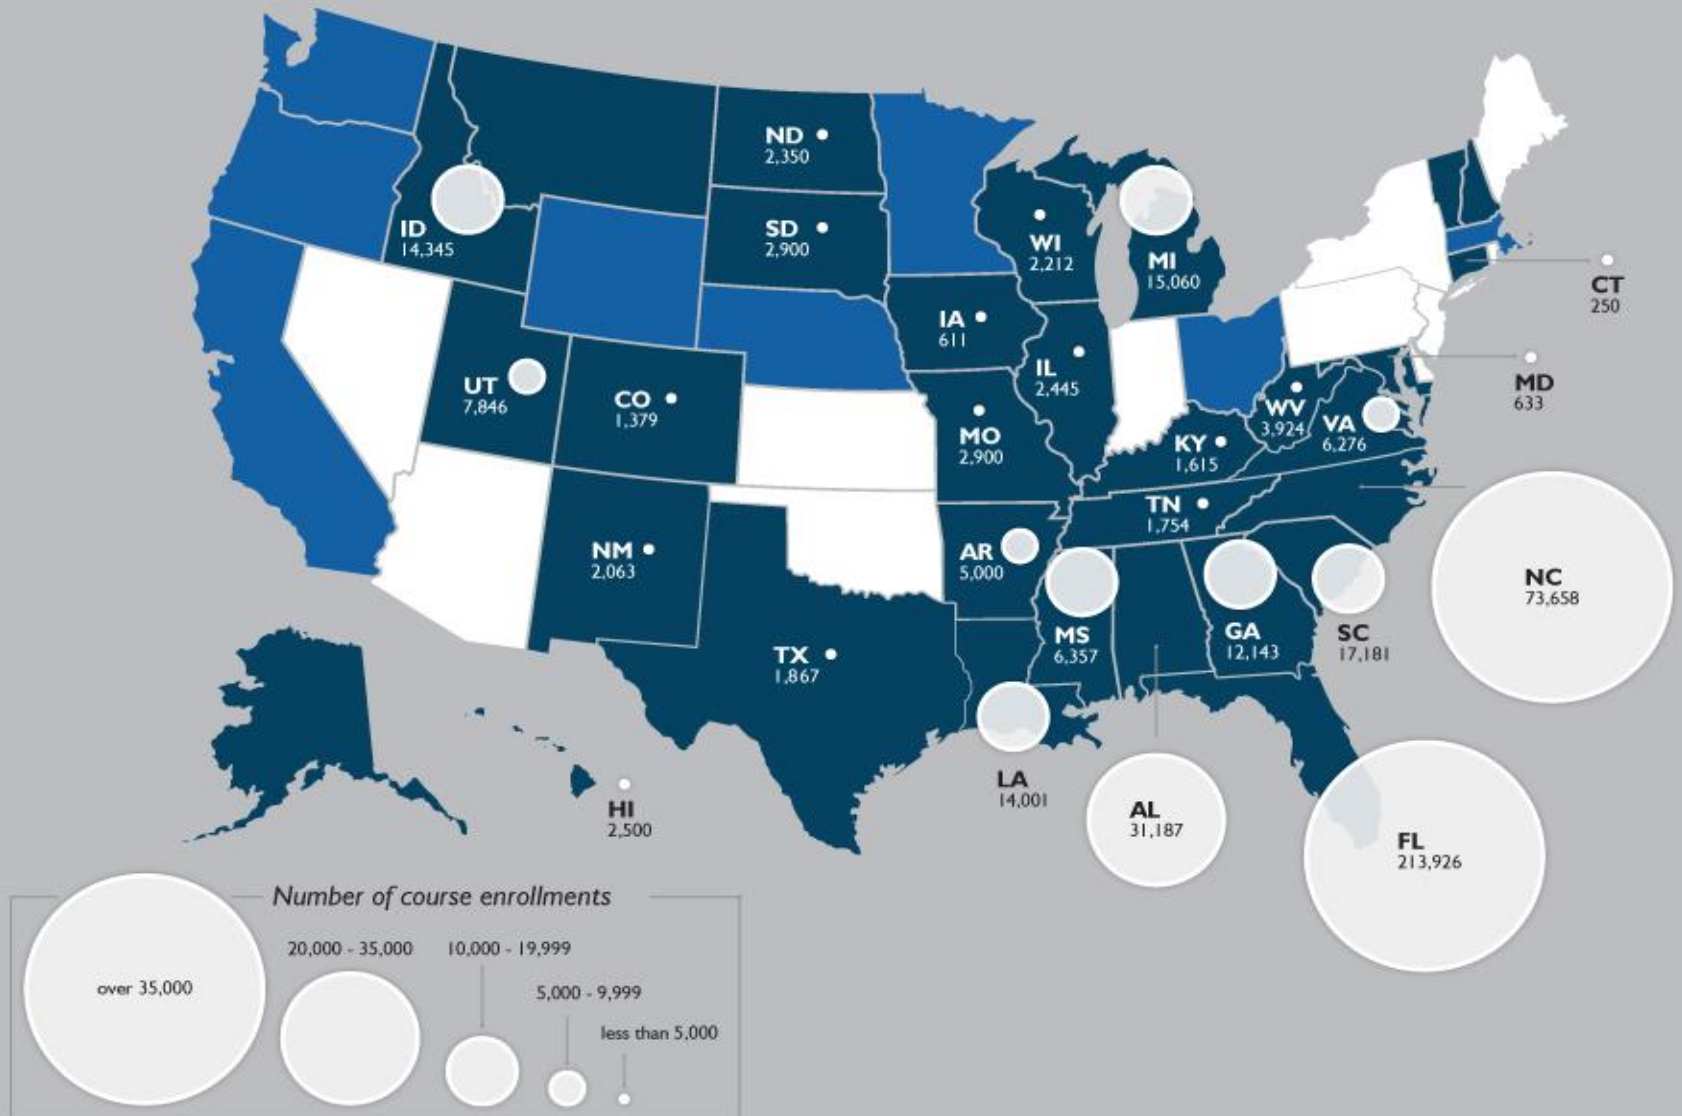 ND
2,350
ID
14,345
SD
2,900
WI
2,212
MI
15,060
CT
250
IA
611
UT
7,846
CO
1,379
IL
2,445
MD
633
MO
2,900
KY
1,615
WV
3,924
VA
6,276
TN
1,754
NM
2,063
AR
5,000
NC
73,658
MS
6,357
GA
12,143
SC
17,181
TX
1,867
LA
14,001
HI
2,500
AL
31,187
FL
213,926
Number of course enrollments
20,000 - 35,000
10,000 - 19,999
over 35,000
5,000 - 9,999
less than 5,000